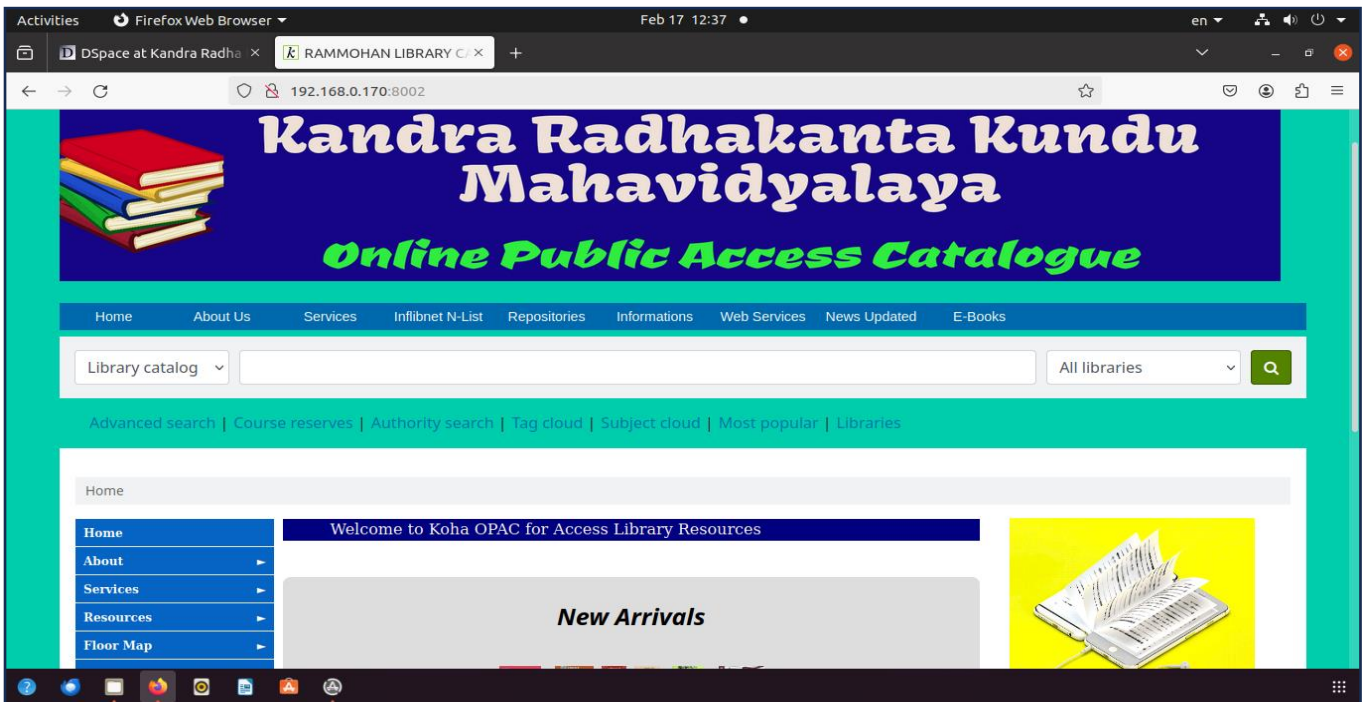 Activities Firefox Web Browser Feb 17 12:37 en
DSpace at Kandra Radha RAMMOHAN LIBRARY CA
192.168.0.170:8002
Kandra Radhakanta Kundu
Mahavidyalaya
Online Public Access Catalogue
Home About Us Services Inflibnet N-List Repositories Informations Web Services News Updated E-Books
Library catalog All libraries
Advanced search | Course reserves | Authority search | Tag cloud | Subject cloud | Most popular | Libraries
Home
Home
Welcome to Koha OPAC for Access Library Resources
About
Services
Resources
Floor Map
New Arrivals